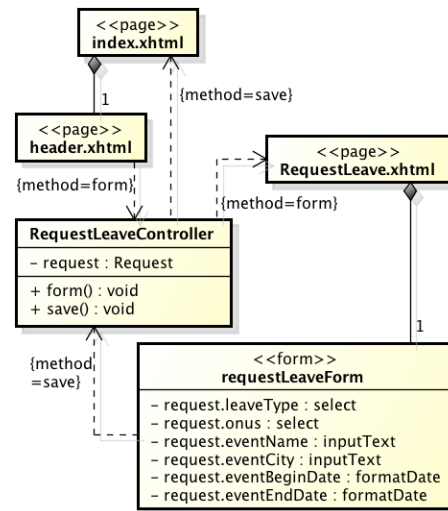 <<page>>
index.xhtml
1
{method=save}
<<page>>
header.xhtml
<<page>>
RequestLeave.xhtml
{method=form}
{method=form}
RequestLeaveController
- request : Request
+ form() : void
+ save() : void
1
{method
=save}
<<form>>
requestLeaveForm
- request.leaveType : select
- request.onus : select
- request.eventName : inputText
- request.eventCity : inputText
- request.eventBeginDate : formatDate
- request.eventEndDate : formatDate